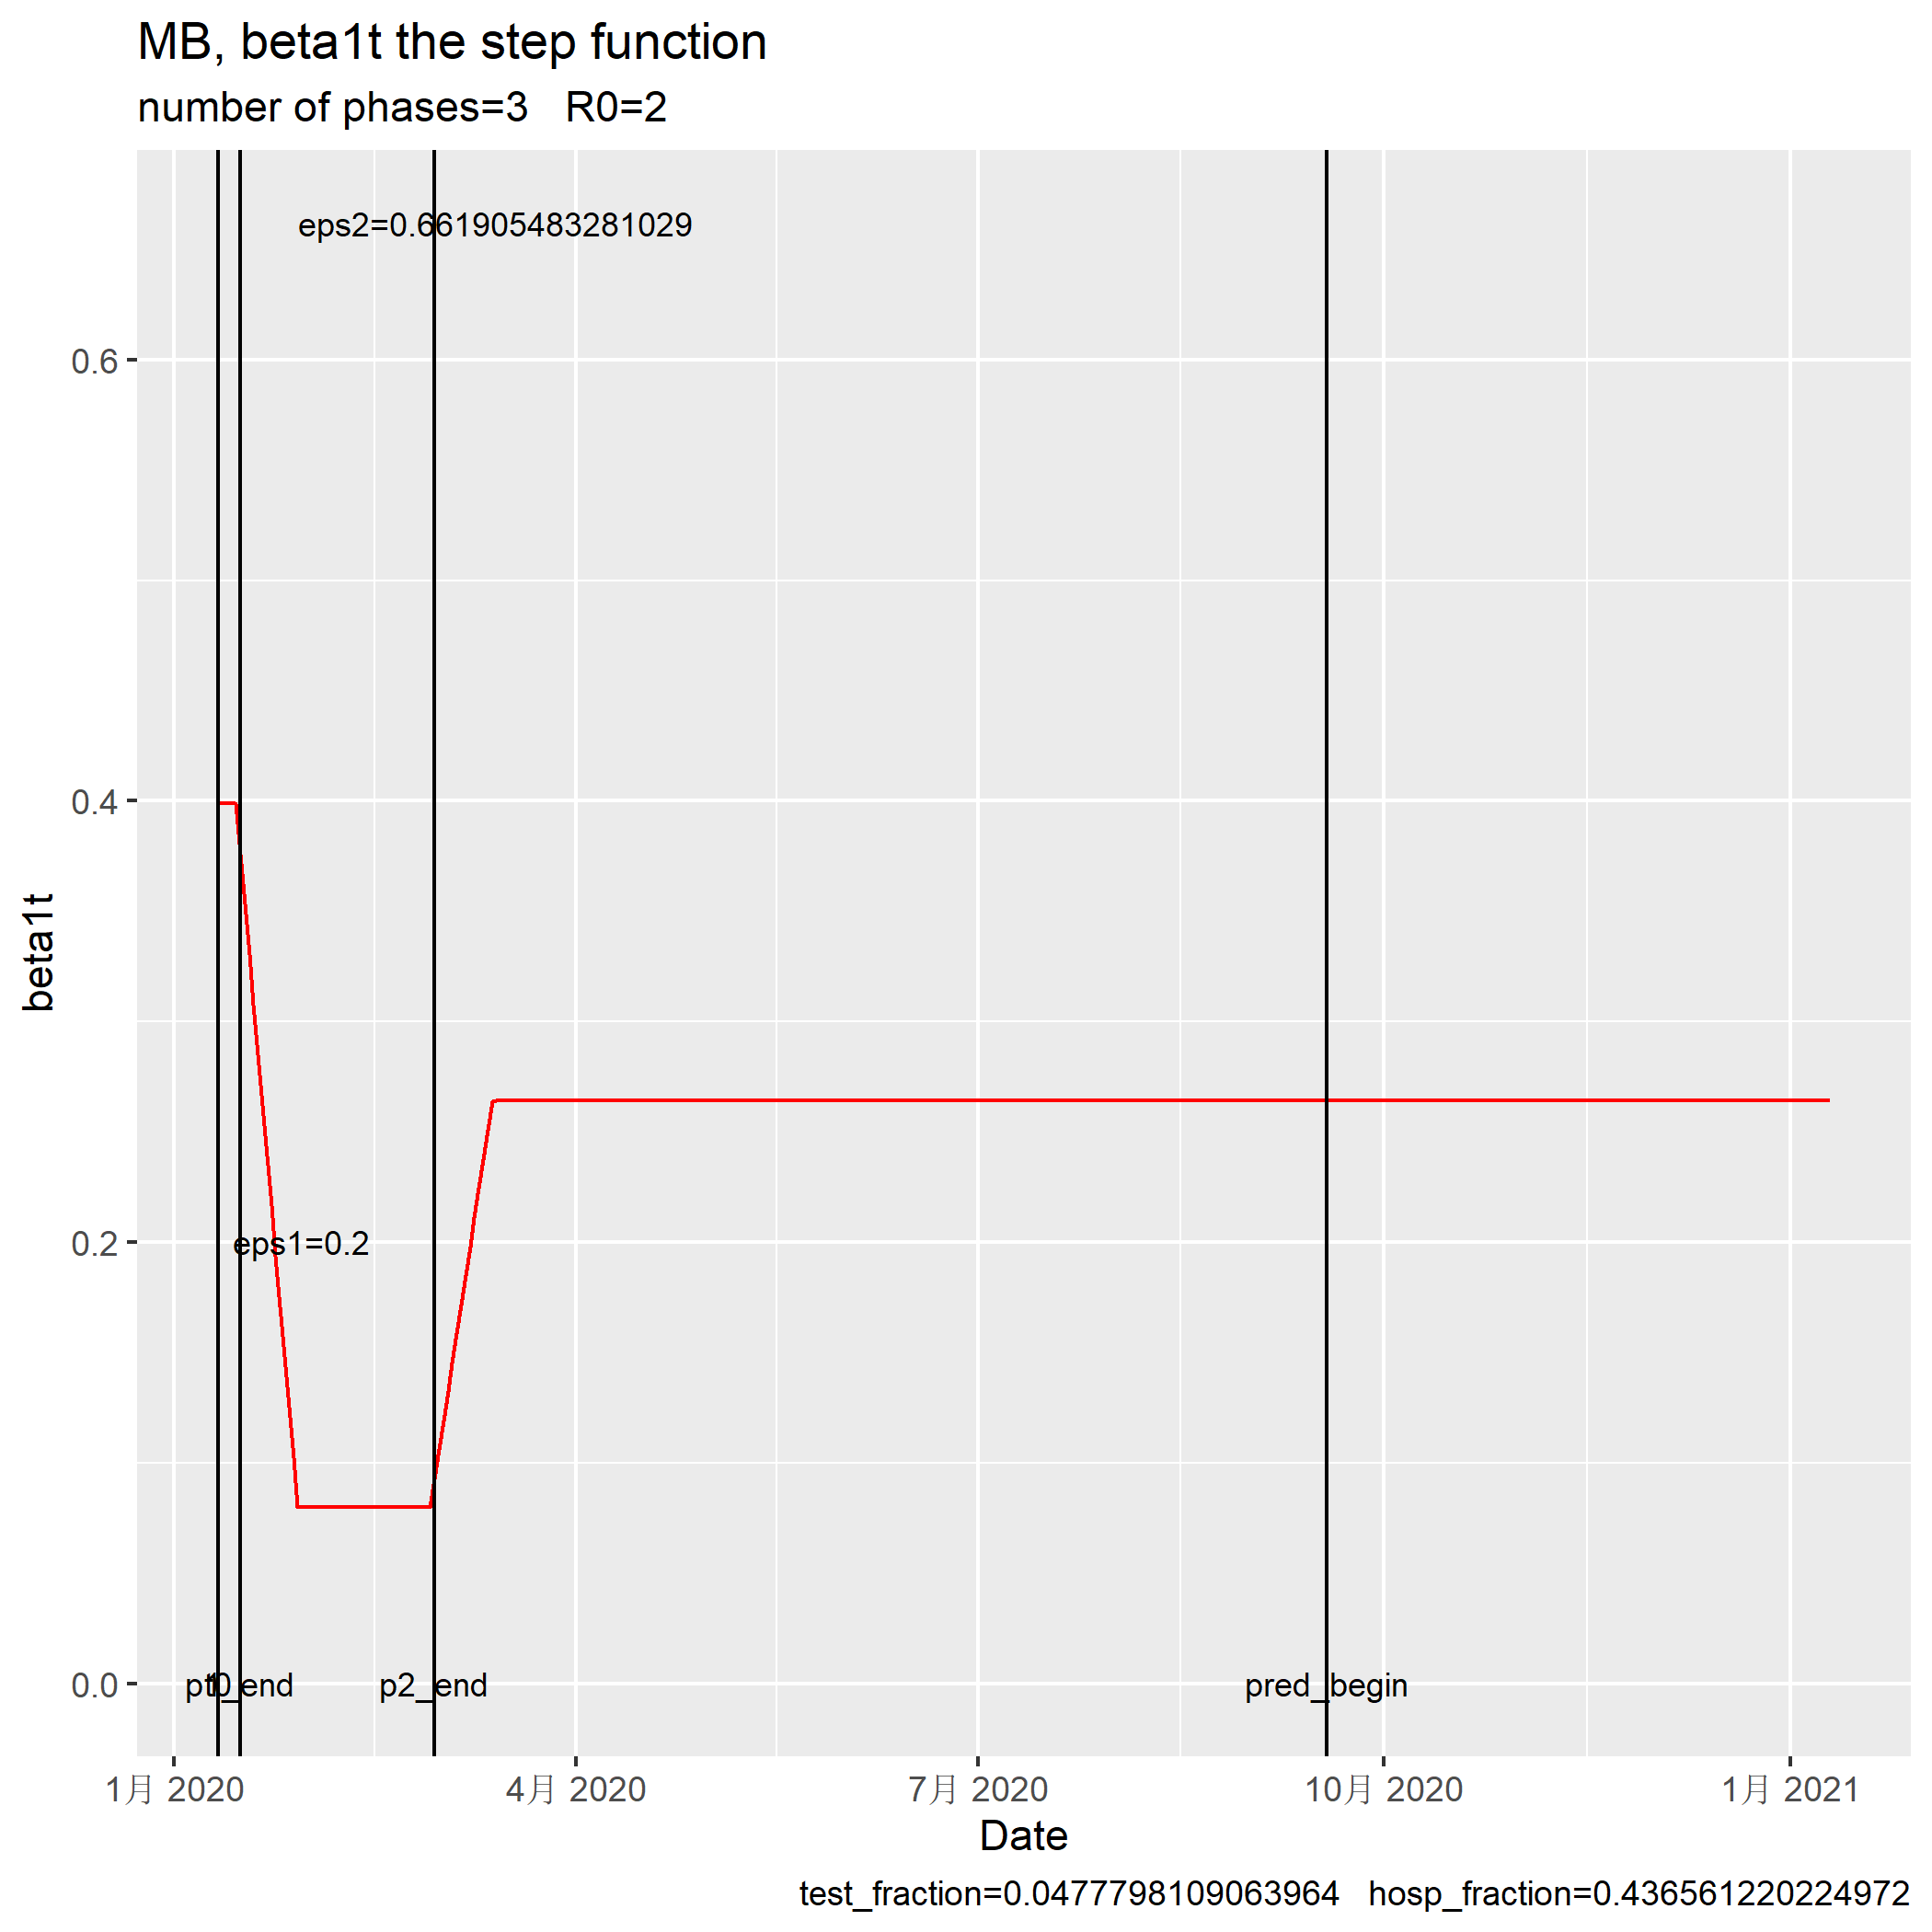 MB, beta1t the step function
number of phases=3   R0=2
eps2=0.661905483281029
0.6
0.4
beta1t
0.2
eps1=0.2
0.0
p2_end
pred_begin
1月 2020
4月 2020
7月 2020
10月 2020
1月 2021
Date
test_fraction=0.0477798109063964   hosp_fraction=0.436561220224972